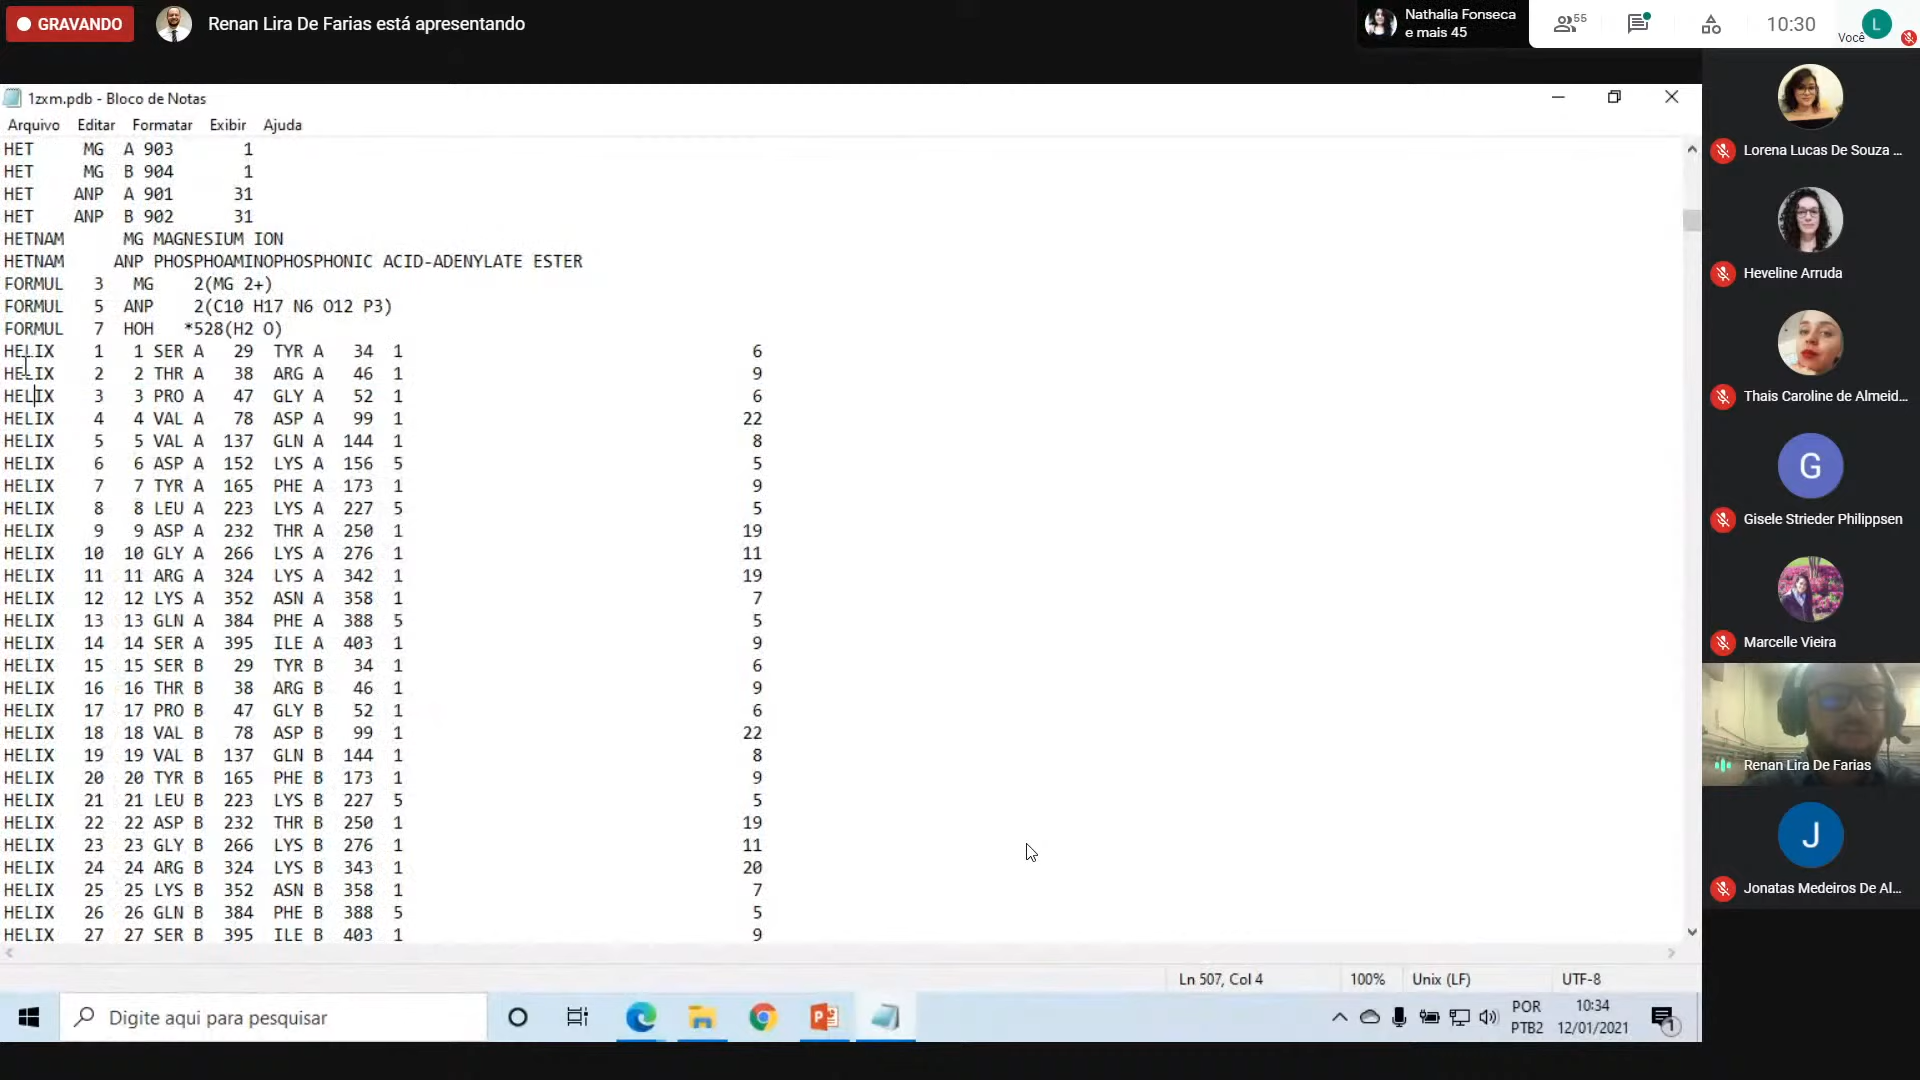 GRAVANDO
Renan Lira De Farias está apresentando
Nathalia Fonseca
e mais 45
55
10:30
Você
L
1zxm.pdb - Bloco de Notas
Arquivo Editar Formatar Exibir Ajuda
HET MG A 903 1
HET MG B 904 1
HET ANP A 901 31
HET ANP B 902 31
HETNAM MG MAGNESIUM ION
HETNAM ANP PHOSPHOAMINOPHOSPHONIC ACID-ADENYLATE ESTER
FORMUL 3 MG 2(MG 2+)
FORMUL 5 ANP 2(C10 H17 N6 O12 P3)
FORMUL 7 HOH *528(H2 O)
HELIX 1 1 SER A 29 TYR A 34 1 6
HELIX 2 2 THR A 38 ARG A 46 1 9
HELIX 3 3 PRO A 47 GLY A 52 1 6
HELIX 4 4 VAL A 78 ASP A 99 1 22
HELIX 5 5 VAL A 137 GLN A 144 1 8
HELIX 6 6 ASP A 152 LYS A 156 5 5
HELIX 7 7 TYR A 165 PHE A 173 1 9
HELIX 8 8 LEU A 223 LYS A 227 5 5
HELIX 9 9 ASP A 232 THR A 250 1 19
HELIX 10 10 GLY A 266 LYS A 276 1 11
HELIX 11 11 ARG A 324 LYS A 342 1 19
HELIX 12 12 LYS A 352 ASN A 358 1 7
HELIX 13 13 GLN A 384 PHE A 388 5 5
HELIX 14 14 SER A 395 ILE A 403 1 9
HELIX 15 15 SER B 29 TYR B 34 1 6
HELIX 16 16 THR B 38 ARG B 46 1 9
HELIX 17 17 PRO B 47 GLY B 52 1 6
HELIX 18 18 VAL B 78 ASP B 99 1 22
HELIX 19 19 VAL B 137 GLN B 144 1 8
HELIX 20 20 TYR B 165 PHE B 173 1 9
HELIX 21 21 LEU B 223 LYS B 227 5 5
HELIX 22 22 ASP B 232 THR B 250 1 19
HELIX 23 23 GLY B 266 LYS B 276 1 11
HELIX 24 24 ARG B 324 LYS B 343 1 20
HELIX 25 25 LYS B 352 ASN B 358 1 7
HELIX 26 26 GLN B 384 PHE B 388 5 5
HELIX 27 27 SER B 395 ILE B 403 1 9
Ln 507, Col 4 100% Unix (LF) UTF-8
Digite aqui para pesquisar
POR
PTB2
10:34
12/01/2021
1
Lorena Lucas De Souza ...
Heveline Arruda
Thais Caroline de Almeid...
G
Gisele Strieder Philippsen
Marcelle Vieira
Renan Lira De Farias
J
Jonatas Medeiros De Al...